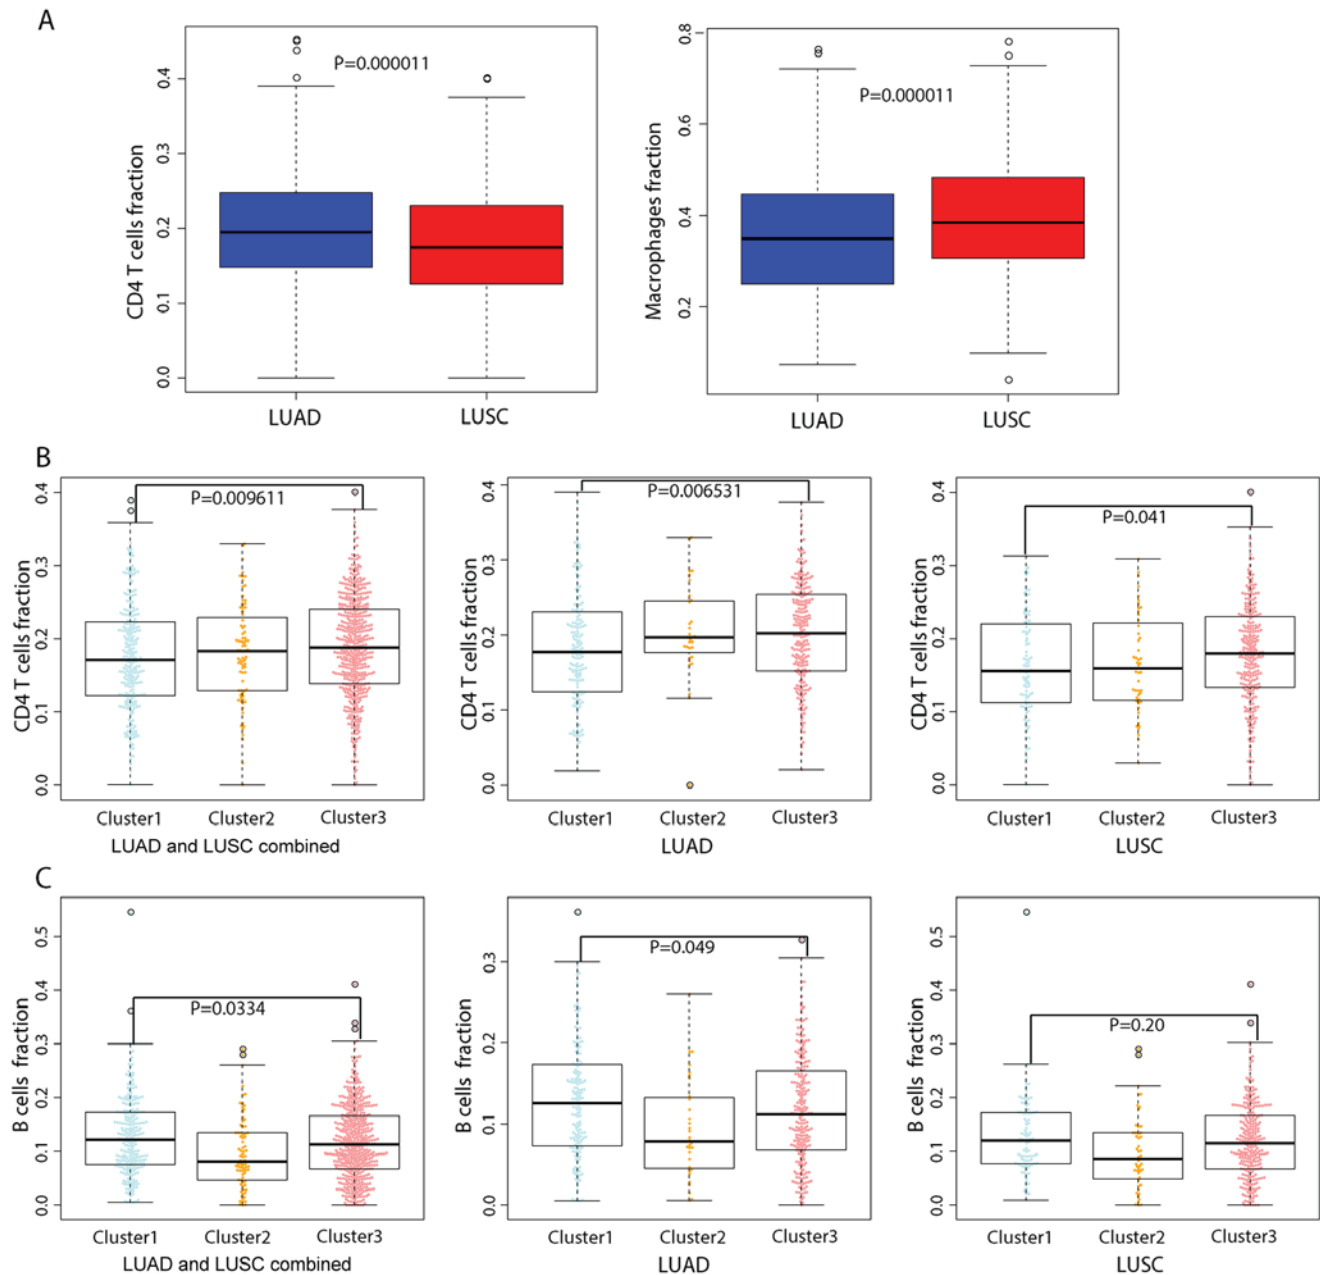 A
CD4 T cells fraction
0.0
0.1
0.2
0.3
0.4
P=0.000011
LUAD
LUSC
Macrophages fraction
0.2
0.4
0.6
0.8
P=0.000011
LUAD
LUSC
B
CD4 T cells fraction
0.0
0.1
0.2
0.3
0.4
P=0.009611
Cluster1
Cluster2
Cluster3
LUAD and LUSC combined
CD4 T cells fraction
0.0
0.1
0.2
0.3
0.4
P=0.006531
Cluster1
Cluster2
Cluster3
LUAD
CD4 T cells fraction
0.0
0.1
0.2
0.3
0.4
P=0.041
Cluster1
Cluster2
Cluster3
LUSC
C
B cells fraction
0.0
0.1
0.2
0.3
0.4
0.5
P=0.0334
Cluster1
Cluster2
Cluster3
LUAD and LUSC combined
B cells fraction
0.0
0.1
0.2
0.3
P=0.049
Cluster1
Cluster2
Cluster3
LUAD
B cells fraction
0.0
0.1
0.2
0.3
0.4
0.5
P=0.20
Cluster1
Cluster2
Cluster3
LUSC